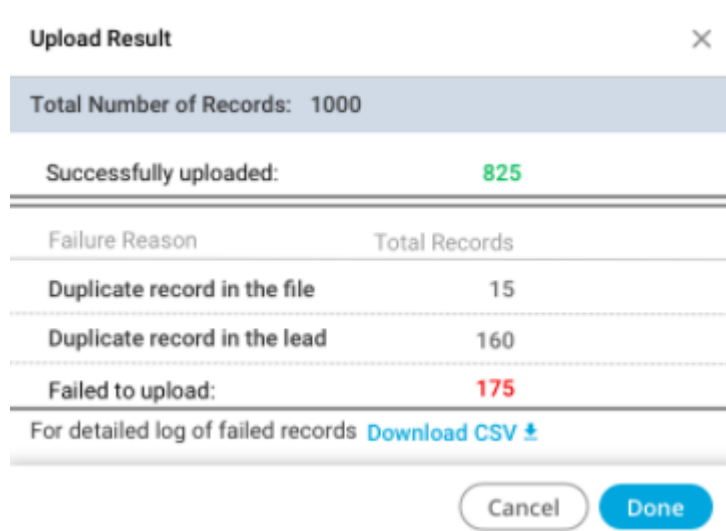 Upload Result
Total Number of Records: 1000
Successfully uploaded: 825
Failure Reason Total Records
Duplicate record in the file 15
Duplicate record in the lead 160
Failed to upload: 175
For detailed log of failed records Download CSV
Cancel Done